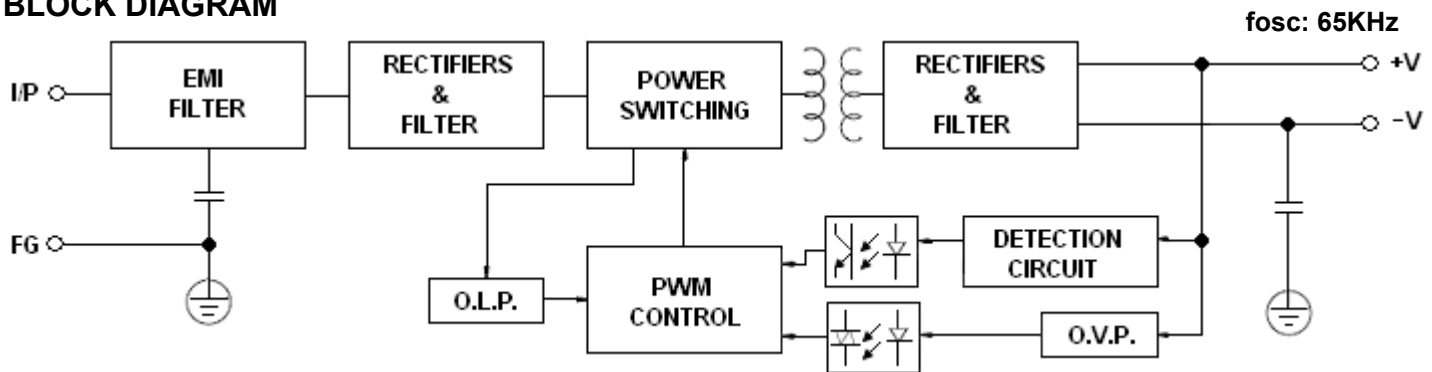 BLOCK DIAGRAM
fosc: 65KHz
I/P
EMI
FILTER
RECTIFIERS
&
FILTER
POWER
SWITCHING
RECTIFIERS
&
FILTER
+V
-V
FG
O.L.P.
PWM
CONTROL
DETECTION
CIRCUIT
O.V.P.